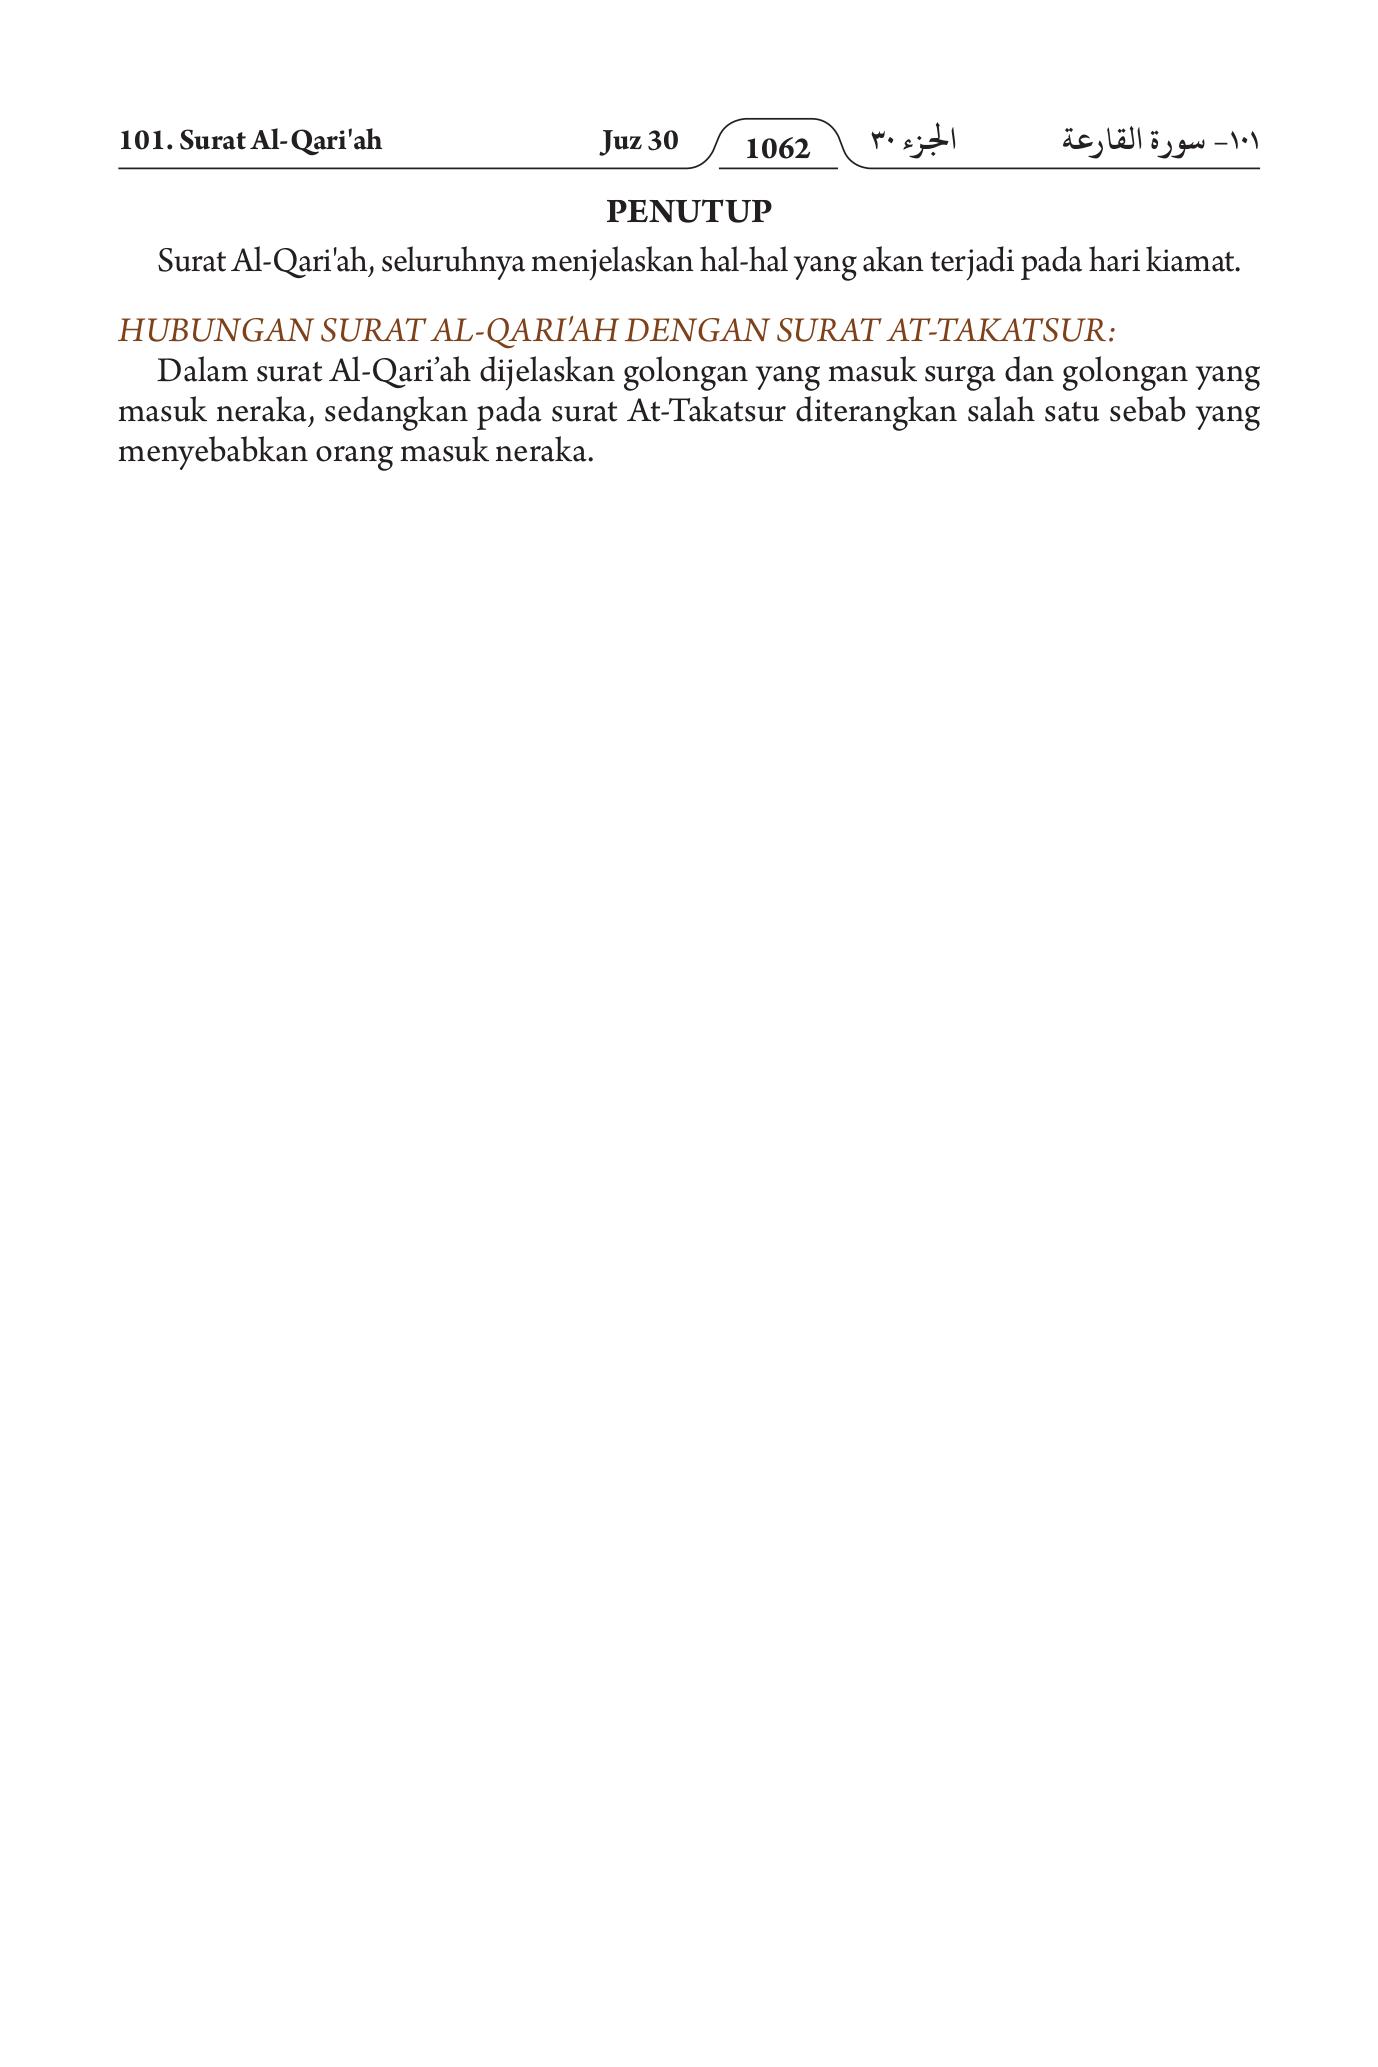 101. Surat Al-Qari'ah Juz 30 1062 الجزء ٣٠ ١٠١- سورة القارعة
PENUTUP
Surat Al-Qari'ah, seluruhnya menjelaskan hal-hal yang akan terjadi pada hari kiamat.
HUBUNGAN SURAT AL-QARI'AH DENGAN SURAT AT-TAKATSUR:
Dalam surat Al-Qari’ah dijelaskan golongan yang masuk surga dan golongan yang
masuk neraka, sedangkan pada surat At-Takatsur diterangkan salah satu sebab yang
menyebabkan orang masuk neraka.